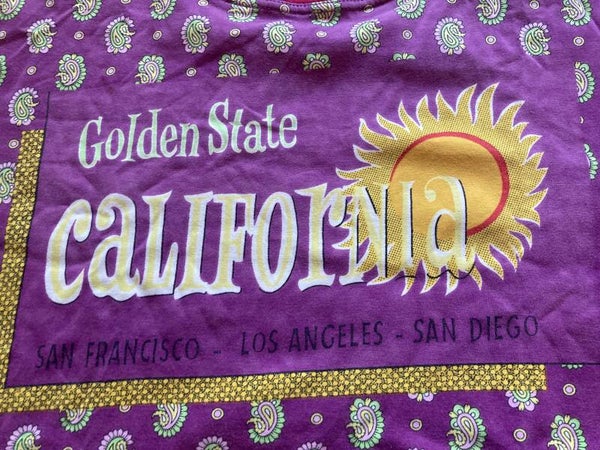 Golden State
CALIFORNIA
SAN FRANCISCO - LOS ANGELES - SAN DIEGO